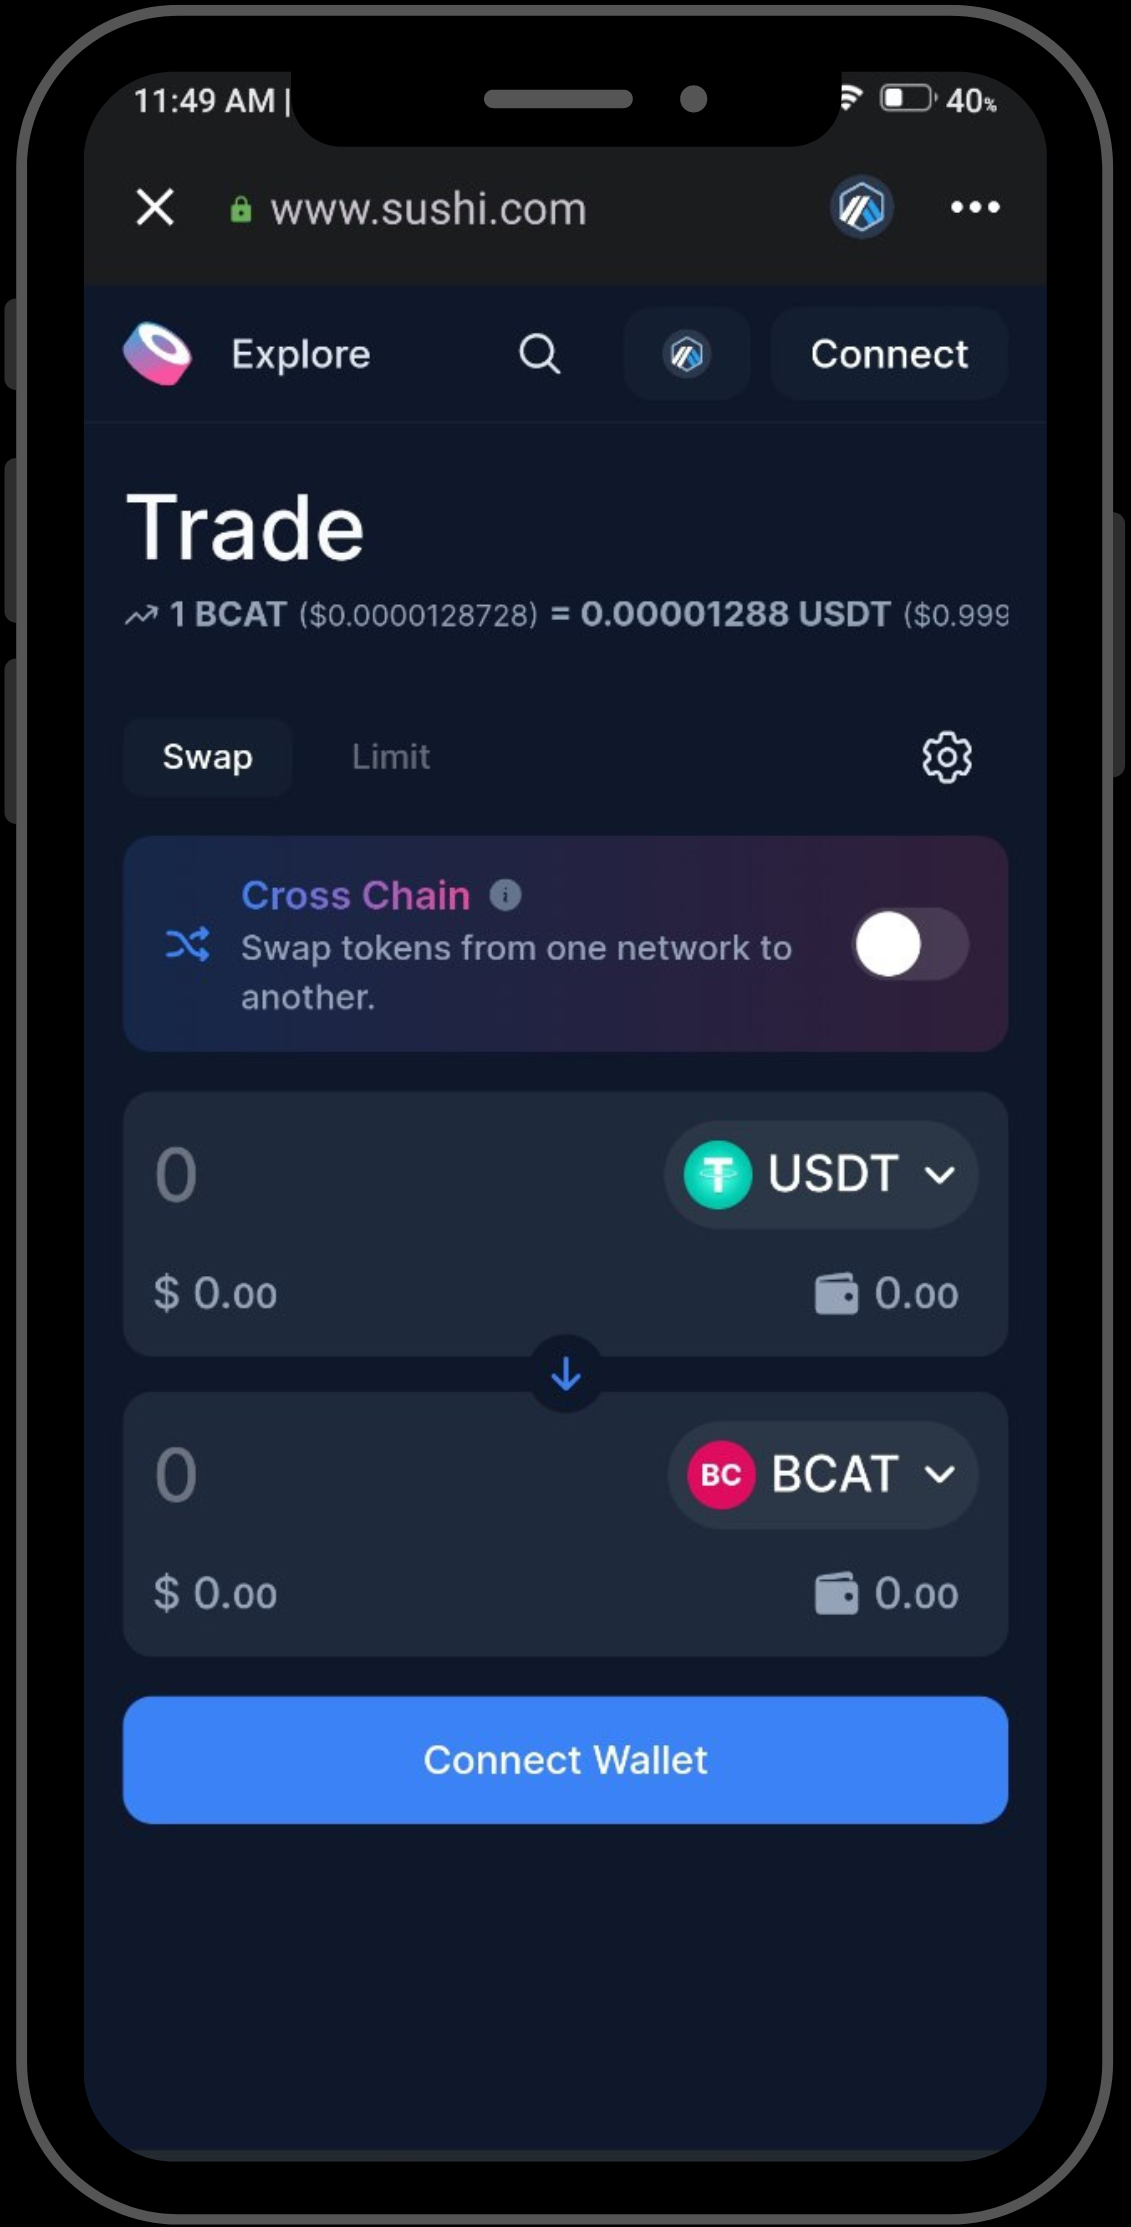 11:49 AM |
40%
www.sushi.com
Explore
Connect
Trade
1 BCAT ($0.0000128728) = 0.00001288 USDT ($0.999
Swap
Limit
Cross Chain
Swap tokens from one network to
another.
0
USDT
$ 0.00
0.00
0
BC
BCAT
$ 0.00
0.00
Connect Wallet